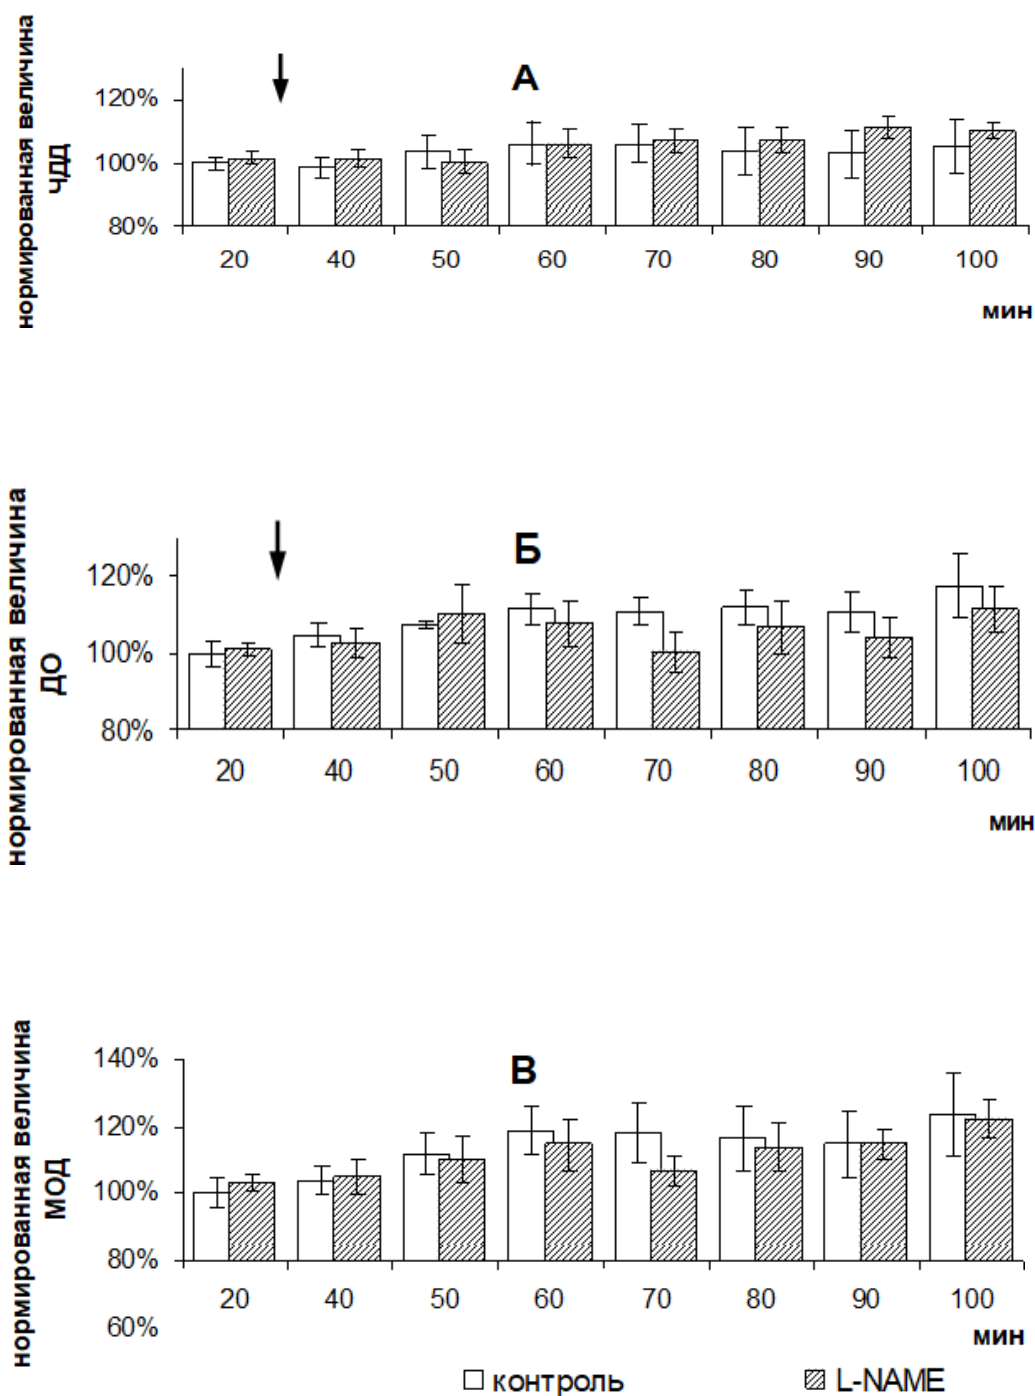 нормированная величина
ЧДД
А
120%
100%
80%
20 40 50 60 70 80 90 100
мин
нормированная величина
ДО
Б
120%
100%
80%
20 40 50 60 70 80 90 100
мин
нормированная величина
МОД
В
140%
120%
100%
80%
60%
20 40 50 60 70 80 90 100
мин
контроль L-NAME